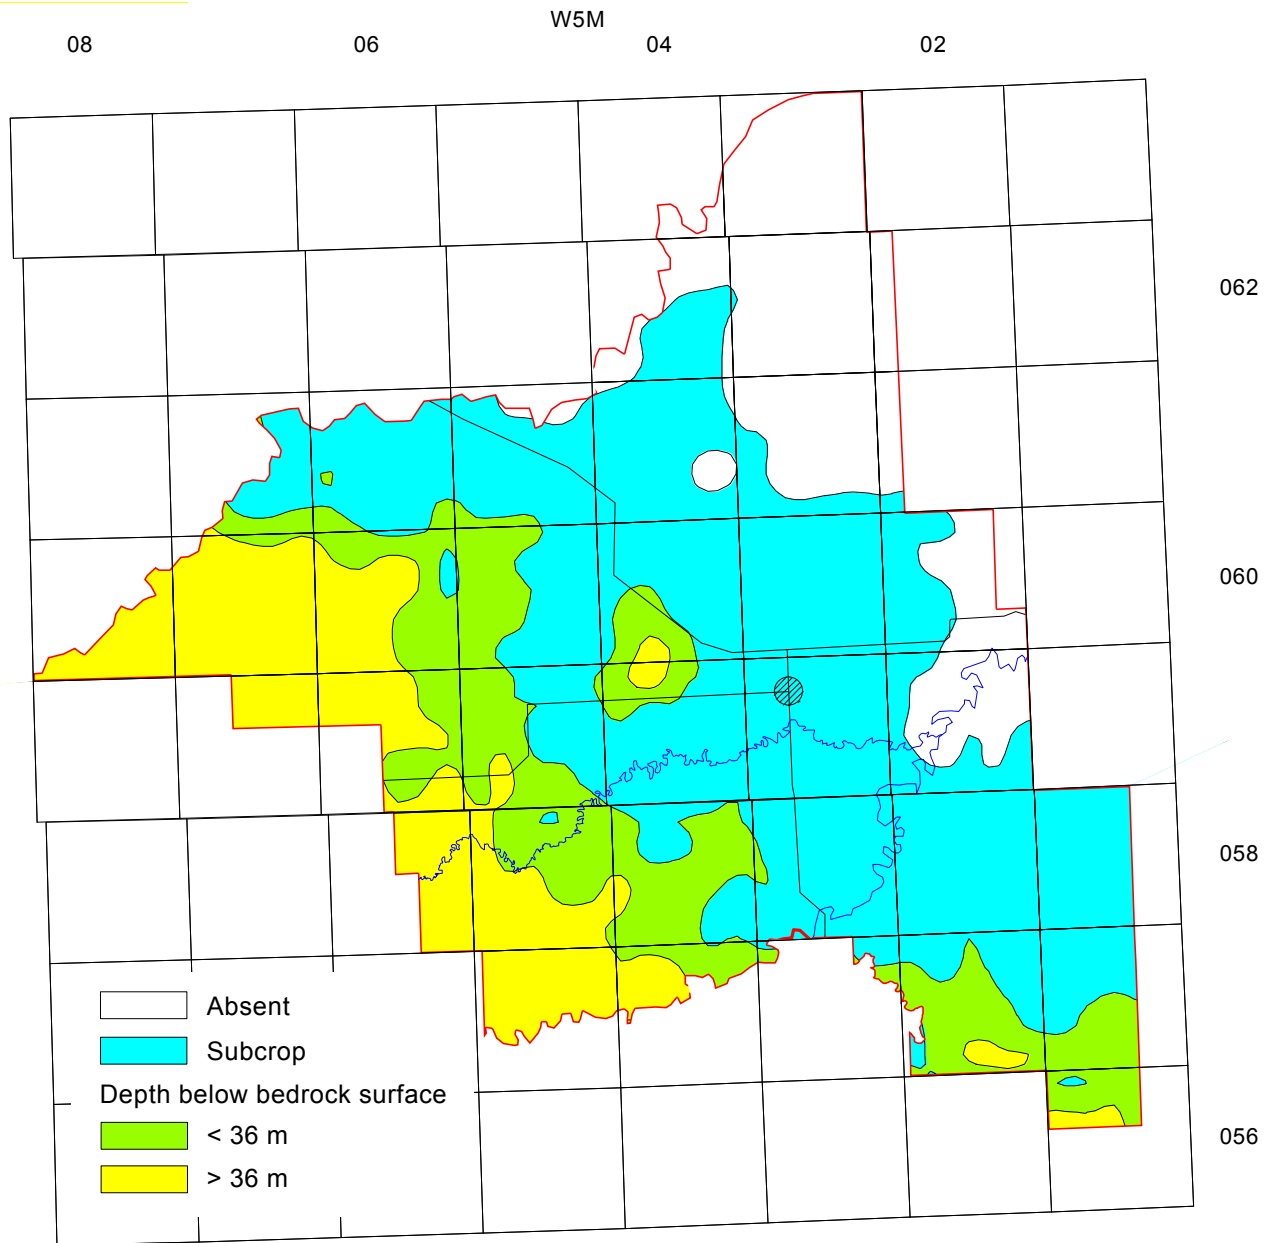 W5M
08 06 04 02
062
060
058
056
Absent
Subcrop
Depth below bedrock surface
< 36 m
> 36 m